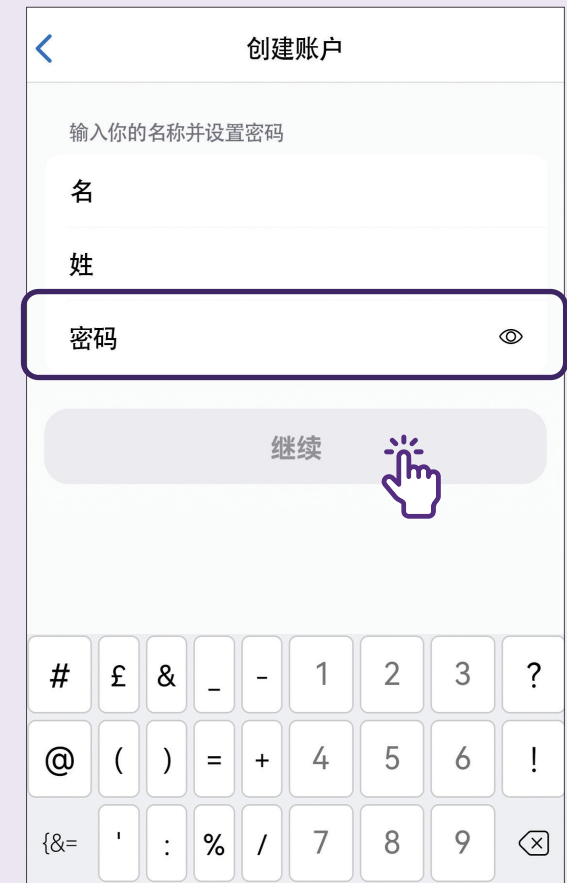 创建账户
输入你的名称并设置密码
名
姓
密码
继续
# £ & _ - 1 2 3 ?
@ ( ) = + 4 5 6 !
{&= ' : % / 7 8 9